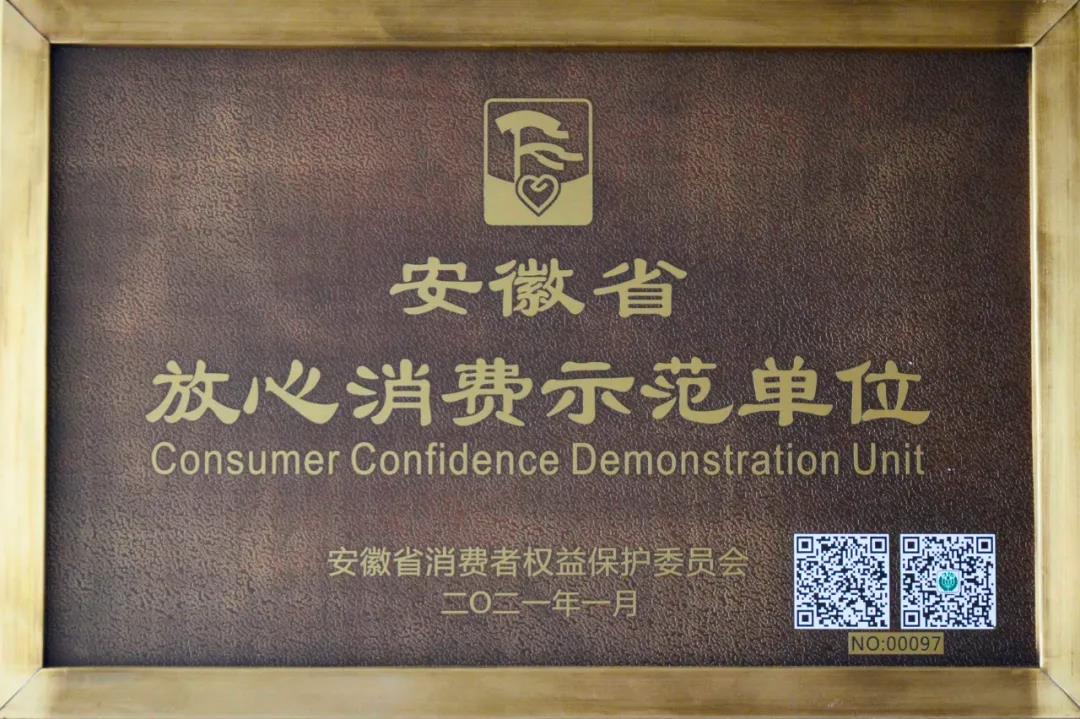 安徽省
放心消费示范单位
Consumer Confidence Demonstration Unit
安徽省消费者权益保护委员会
二〇二一年一月
NO:00097